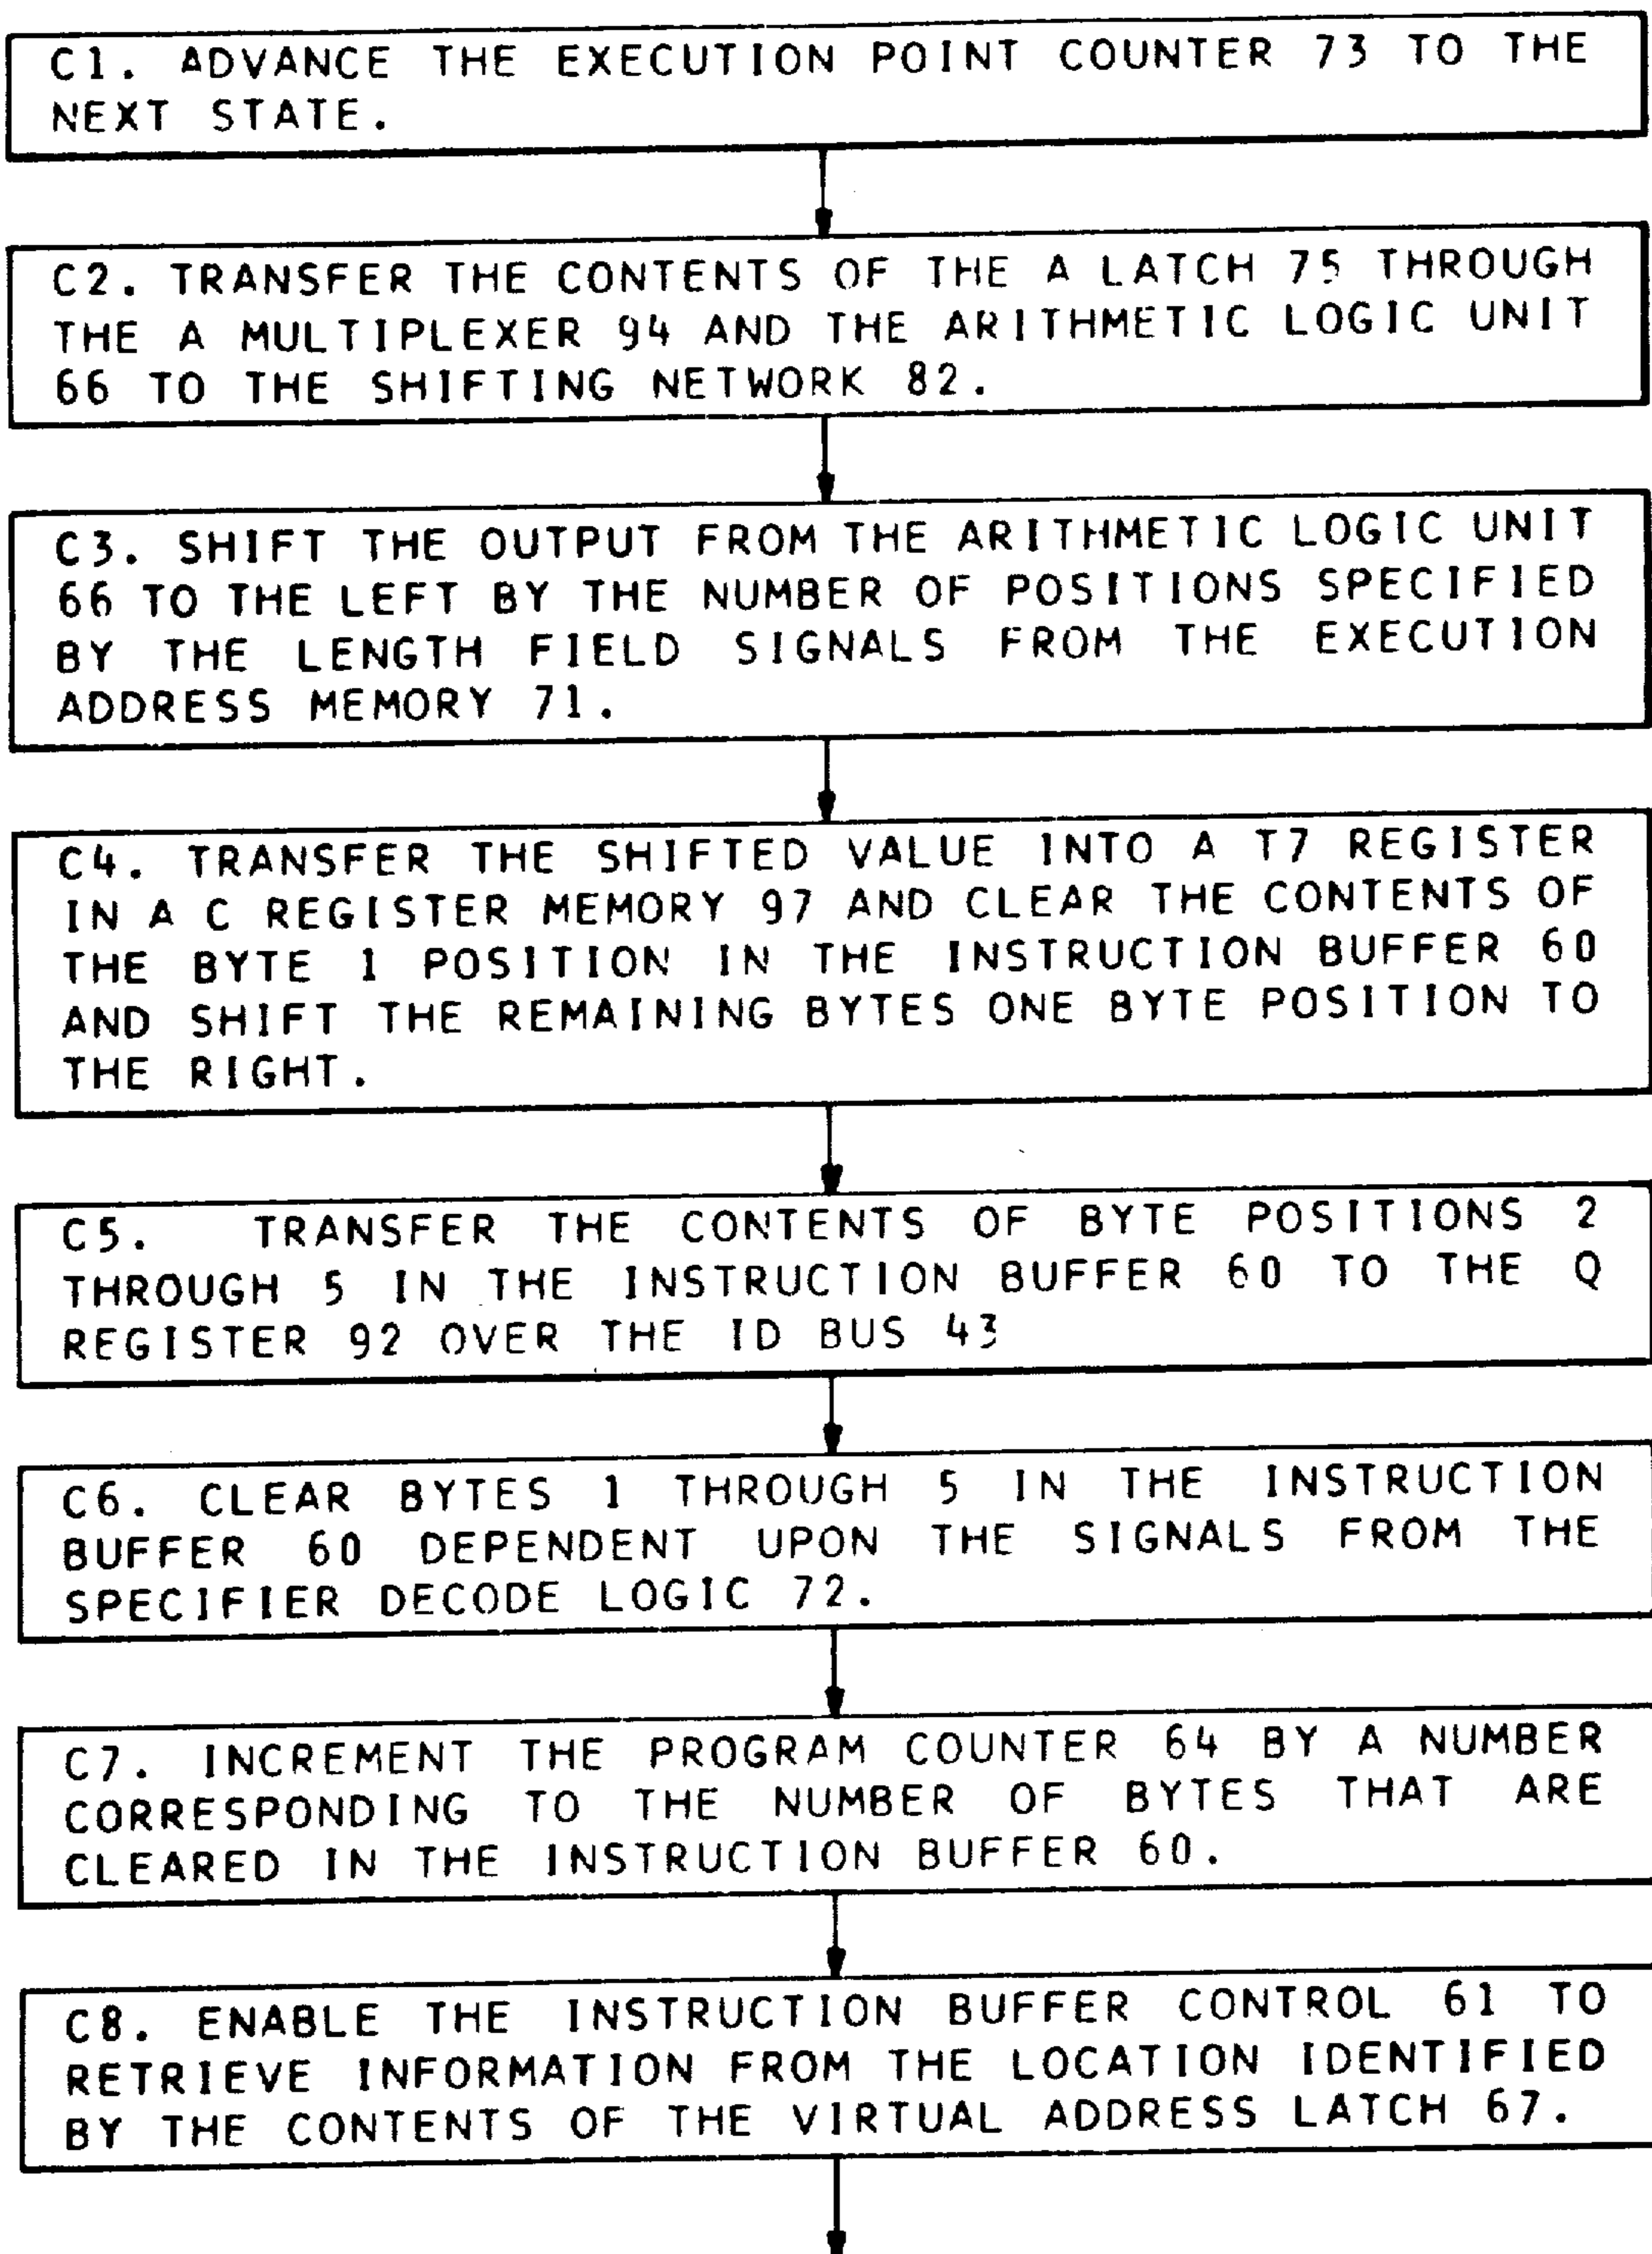 C1. ADVANCE THE EXECUTION POINT COUNTER 73 TO THE
NEXT STATE.
C2. TRANSFER THE CONTENTS OF THE A LATCH 75 THROUGH
THE A MULTIPLEXER 94 AND THE ARITHMETIC LOGIC UNIT
66 TO THE SHIFTING NETWORK 82.
C3. SHIFT THE OUTPUT FROM THE ARITHMETIC LOGIC UNIT
66 TO THE LEFT BY THE NUMBER OF POSITIONS SPECIFIED
BY THE LENGTH FIELD SIGNALS FROM THE EXECUTION
ADDRESS MEMORY 71.
C4. TRANSFER THE SHIFTED VALUE INTO A T7 REGISTER
IN A C REGISTER MEMORY 97 AND CLEAR THE CONTENTS OF
THE BYTE 1 POSITION IN THE INSTRUCTION BUFFER 60
AND SHIFT THE REMAINING BYTES ONE BYTE POSITION TO
THE RIGHT.
C5. TRANSFER THE CONTENTS OF BYTE POSITIONS 2
THROUGH 5 IN THE INSTRUCTION BUFFER 60 TO THE Q
REGISTER 92 OVER THE ID BUS 43
C6. CLEAR BYTES 1 THROUGH 5 IN THE INSTRUCTION
BUFFER 60 DEPENDENT UPON THE SIGNALS FROM THE
SPECIFIER DECODE LOGIC 72.
C7. INCREMENT THE PROGRAM COUNTER 64 BY A NUMBER
CORRESPONDING TO THE NUMBER OF BYTES THAT ARE
CLEARED IN THE INSTRUCTION BUFFER 60.
C8. ENABLE THE INSTRUCTION BUFFER CONTROL 61 TO
RETRIEVE INFORMATION FROM THE LOCATION IDENTIFIED
BY THE CONTENTS OF THE VIRTUAL ADDRESS LATCH 67.